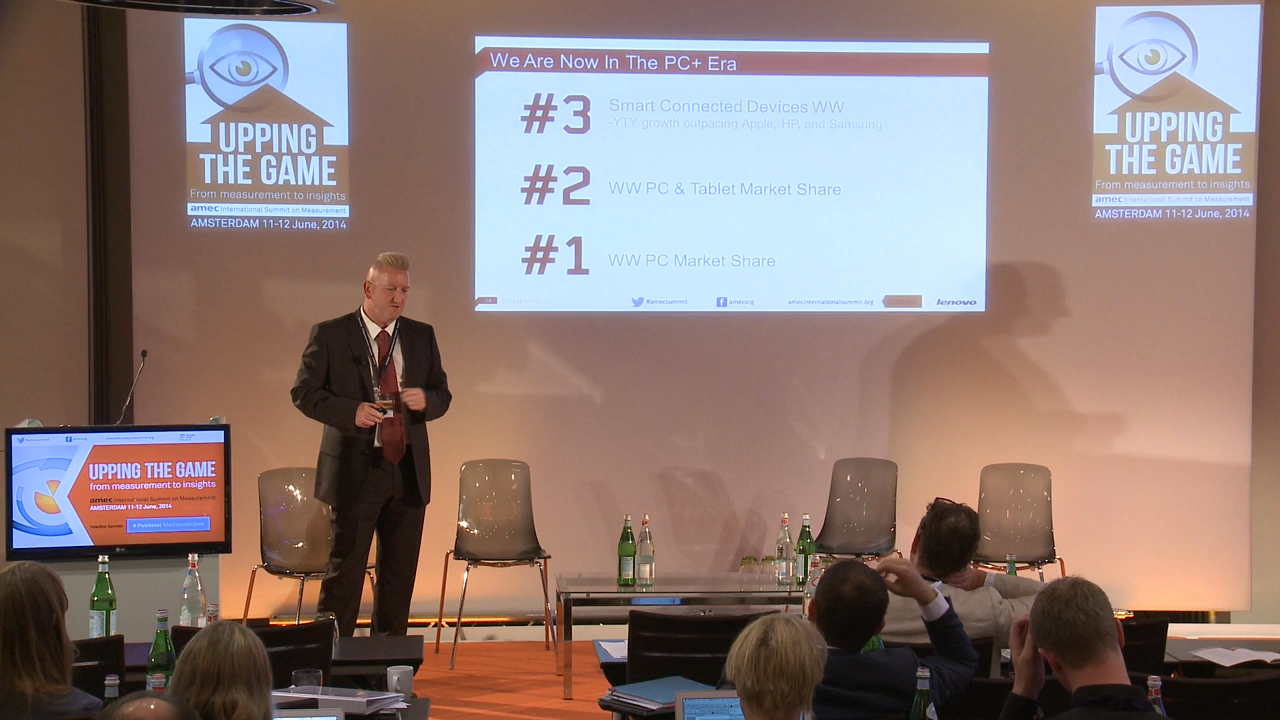 UPPING
THE GAME
From measurement to insights
amec International Summit on Measurement
AMSTERDAM 11-12 June, 2014
We Are Now In The PC+ Era
#3 Smart Connected Devices WW
-YTY growth outpacing Apple, HP, and Samsung
#2 WW PC & Tablet Market Share
#1 WW PC Market Share
#amecsummit amecorg amecinternationalsummit.org lenovo
UPPING
THE GAME
From measurement to insights
amec International Summit on Measurement
AMSTERDAM 11-12 June, 2014
UPPING THE GAME
from measurement to insights
amec International Summit on Measurement
AMSTERDAM 11-12 June, 2014